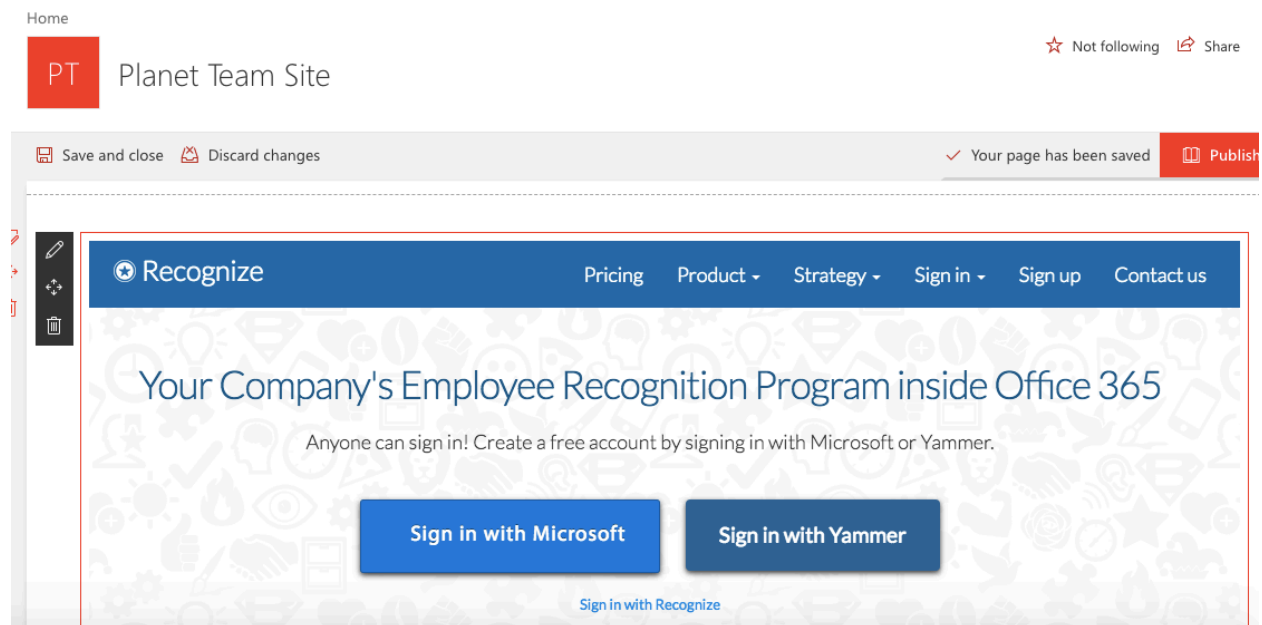 Home
Not following Share
PT Planet Team Site
Save and close Discard changes Your page has been saved Publish
Recognize Pricing Product Strategy Sign in Sign up Contact us
Your Company's Employee Recognition Program inside Office 365
Anyone can sign in! Create a free account by signing in with Microsoft or Yammer.
Sign in with Microsoft Sign in with Yammer
Sign in with Recognize